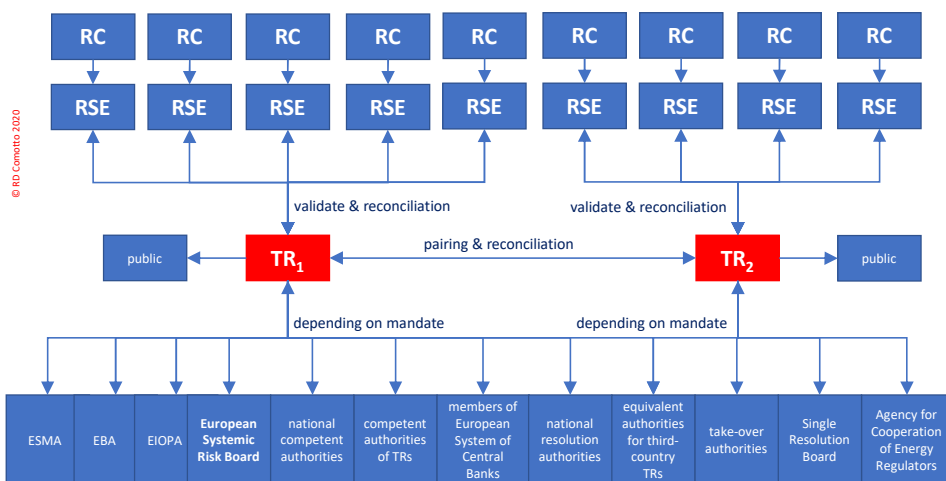 RC RC RC RC RC RC RC RC RC
RSE RSE RSE RSE RSE RSE RSE RSE RSE
© RD Comotto 2020
validate & reconciliation
validate & reconciliation
public
TR₁
pairing & reconciliation
TR₂
public
depending on mandate
depending on mandate
ESMA
EBA
EIOPA
European
Systemic
Risk Board
national
competent
authorities
competent
authorities
of TRs
members of
European
System of
Central
Banks
national
resolution
authorities
equivalent
authorities
for third-
country
TRs
take-over
authorities
Single
Resolution
Board
Agency for
Cooperation
of Energy
Regulators